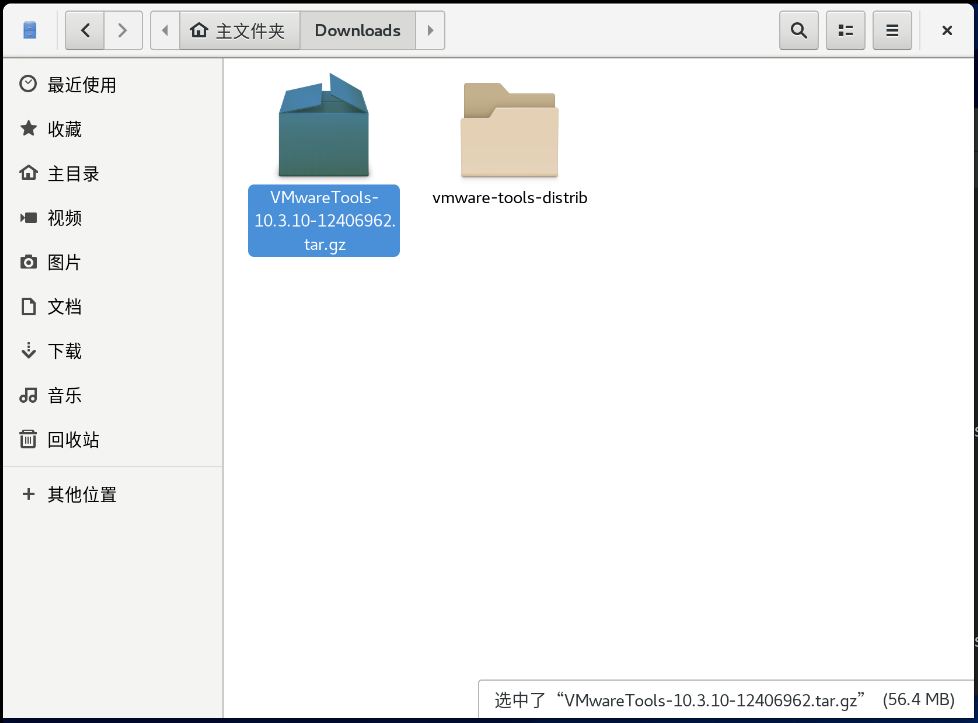 主文件夹
Downloads
最近使用
收藏
主目录
视频
图片
文档
下载
音乐
回收站
其他位置
VMwareTools-
10.3.10-12406962.
tar.gz
vmware-tools-distrib
选中了“VMwareTools-10.3.10-12406962.tar.gz” (56.4 MB)